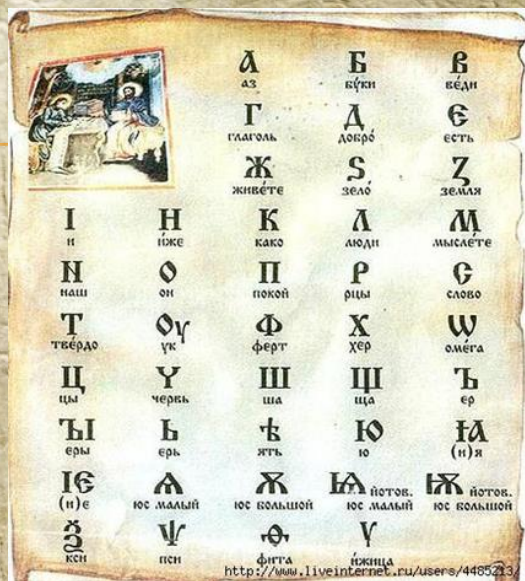 А Б В
аз бу́ки ве́ди
Г Д Є
глаголь добро́ есть
Ж Ѕ З
живе́те зело́ земля
І Н К Л М
и и́же како люди мысле́те
N О П Р С
наш он покой рцы слово
Т Оу Ф Х Ѡ
тве́рдо ук ферт хер оме́га
Ц Ч Ш Щ Ъ
цы червь ша ща ер
ЪІ Ь Ѣ Ю ІА
еры ерь ять ю (и)я
ІЄ Ѧ Ѫ Ѩ йотов. Ѭ йотов.
(и)е юс малый юс большой юс малый юс большой
Ѯ Ѱ Ѳ Ѵ
кси пси фита и́жица
http://www.liveinternet.ru/users/4485213/